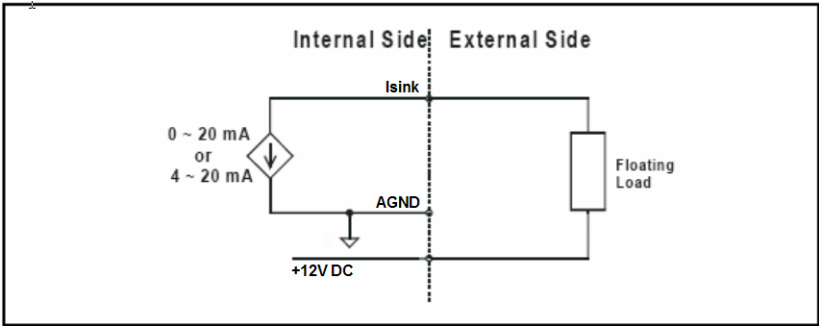 Internal Side External Side
Isink
0 ~ 20 mA
or
4 ~ 20 mA
Floating
Load
AGND
+12V DC